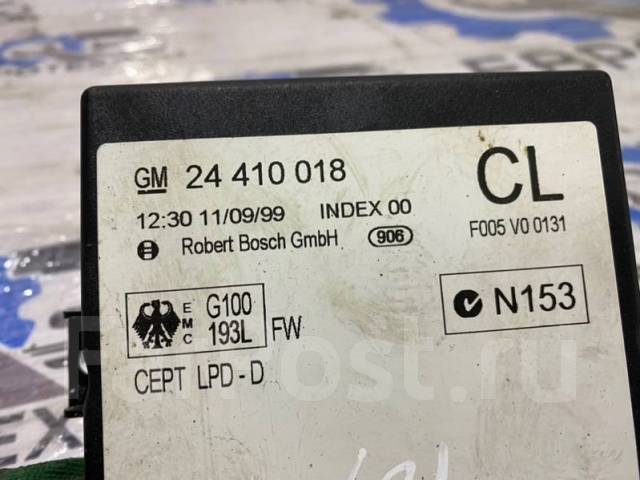 GM 24 410 018
CL
12:30 11/09/99 INDEX 00
F005 V0 0131
Robert Bosch GmbH 906
EMC G100
193L FW
N153
CEPT LPD - D